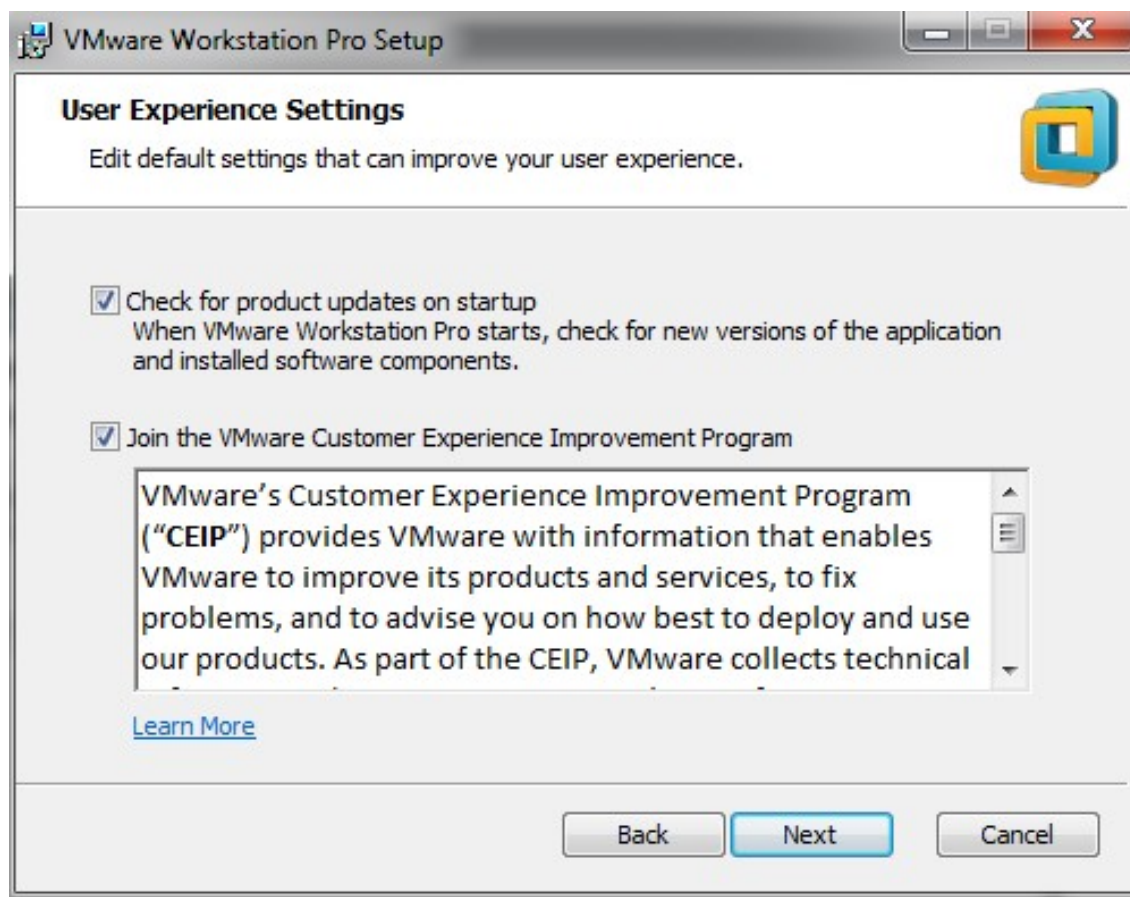 VMware Workstation Pro Setup
User Experience Settings
Edit default settings that can improve your user experience.
Check for product updates on startup
When VMware Workstation Pro starts, check for new versions of the application
and installed software components.
Join the VMware Customer Experience Improvement Program
VMware’s Customer Experience Improvement Program
(“CEIP”) provides VMware with information that enables
VMware to improve its products and services, to fix
problems, and to advise you on how best to deploy and use
our products. As part of the CEIP, VMware collects technical
Learn More
Back
Next
Cancel